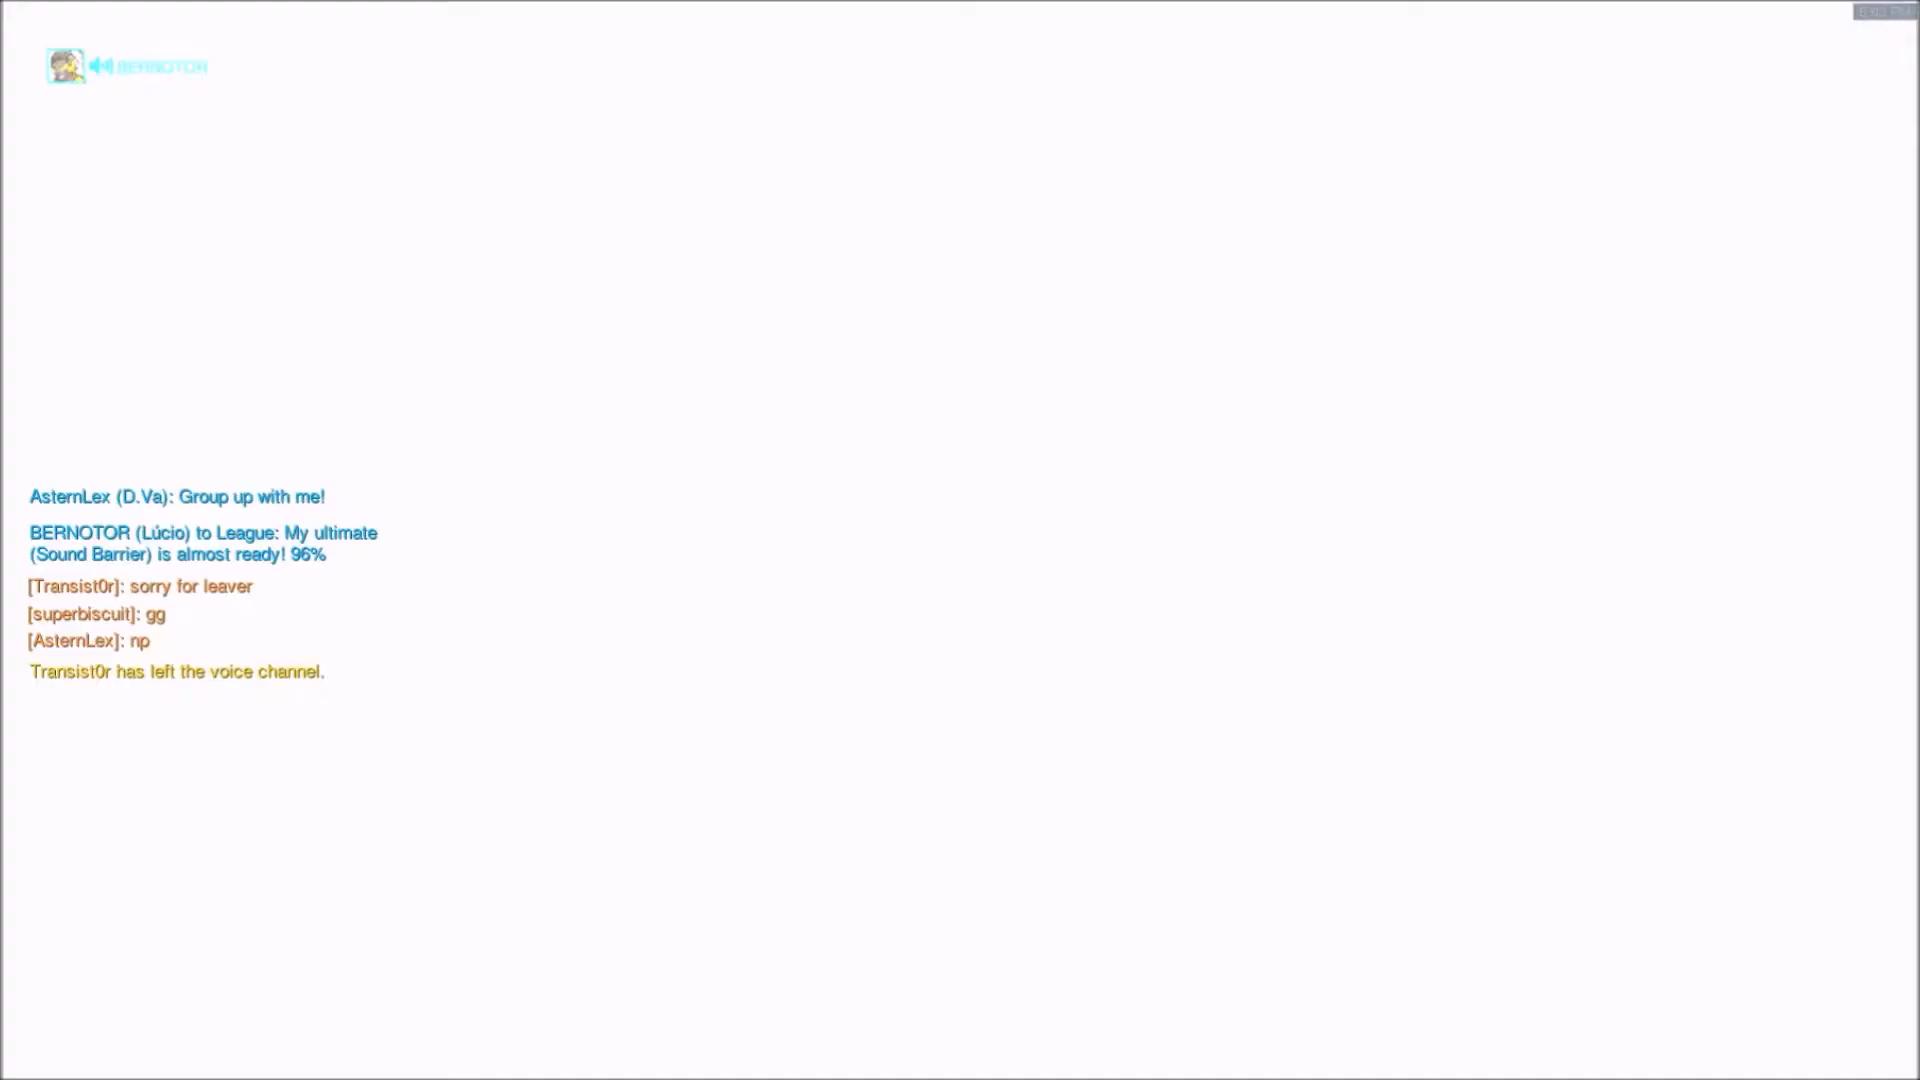 BERNOTOR
AsternLex (D.Va): Group up with me!
BERNOTOR (Lúcio) to League: My ultimate
(Sound Barrier) is almost ready! 96%
[Transist0r]: sorry for leaver
[superbiscuit]: gg
[AsternLex]: np
Transist0r has left the voice channel.